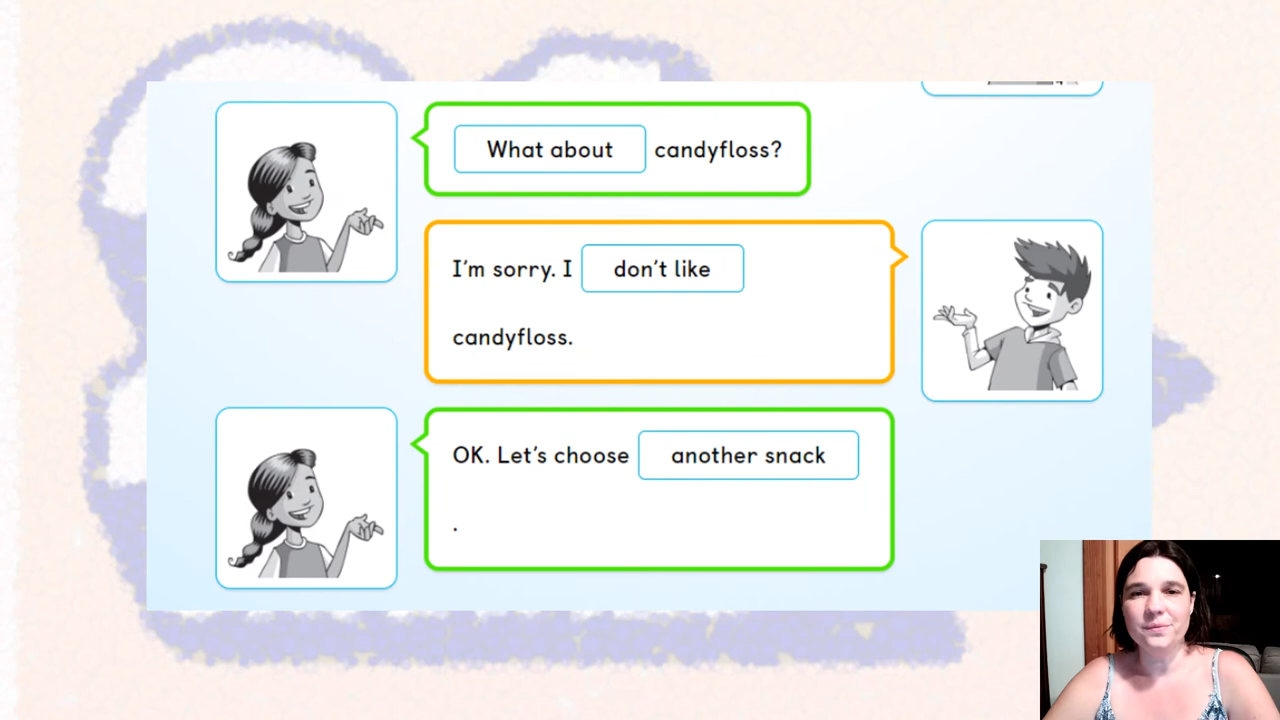 What about candyfloss?
I'm sorry. I don't like
candyfloss.
OK. Let's choose another snack
.